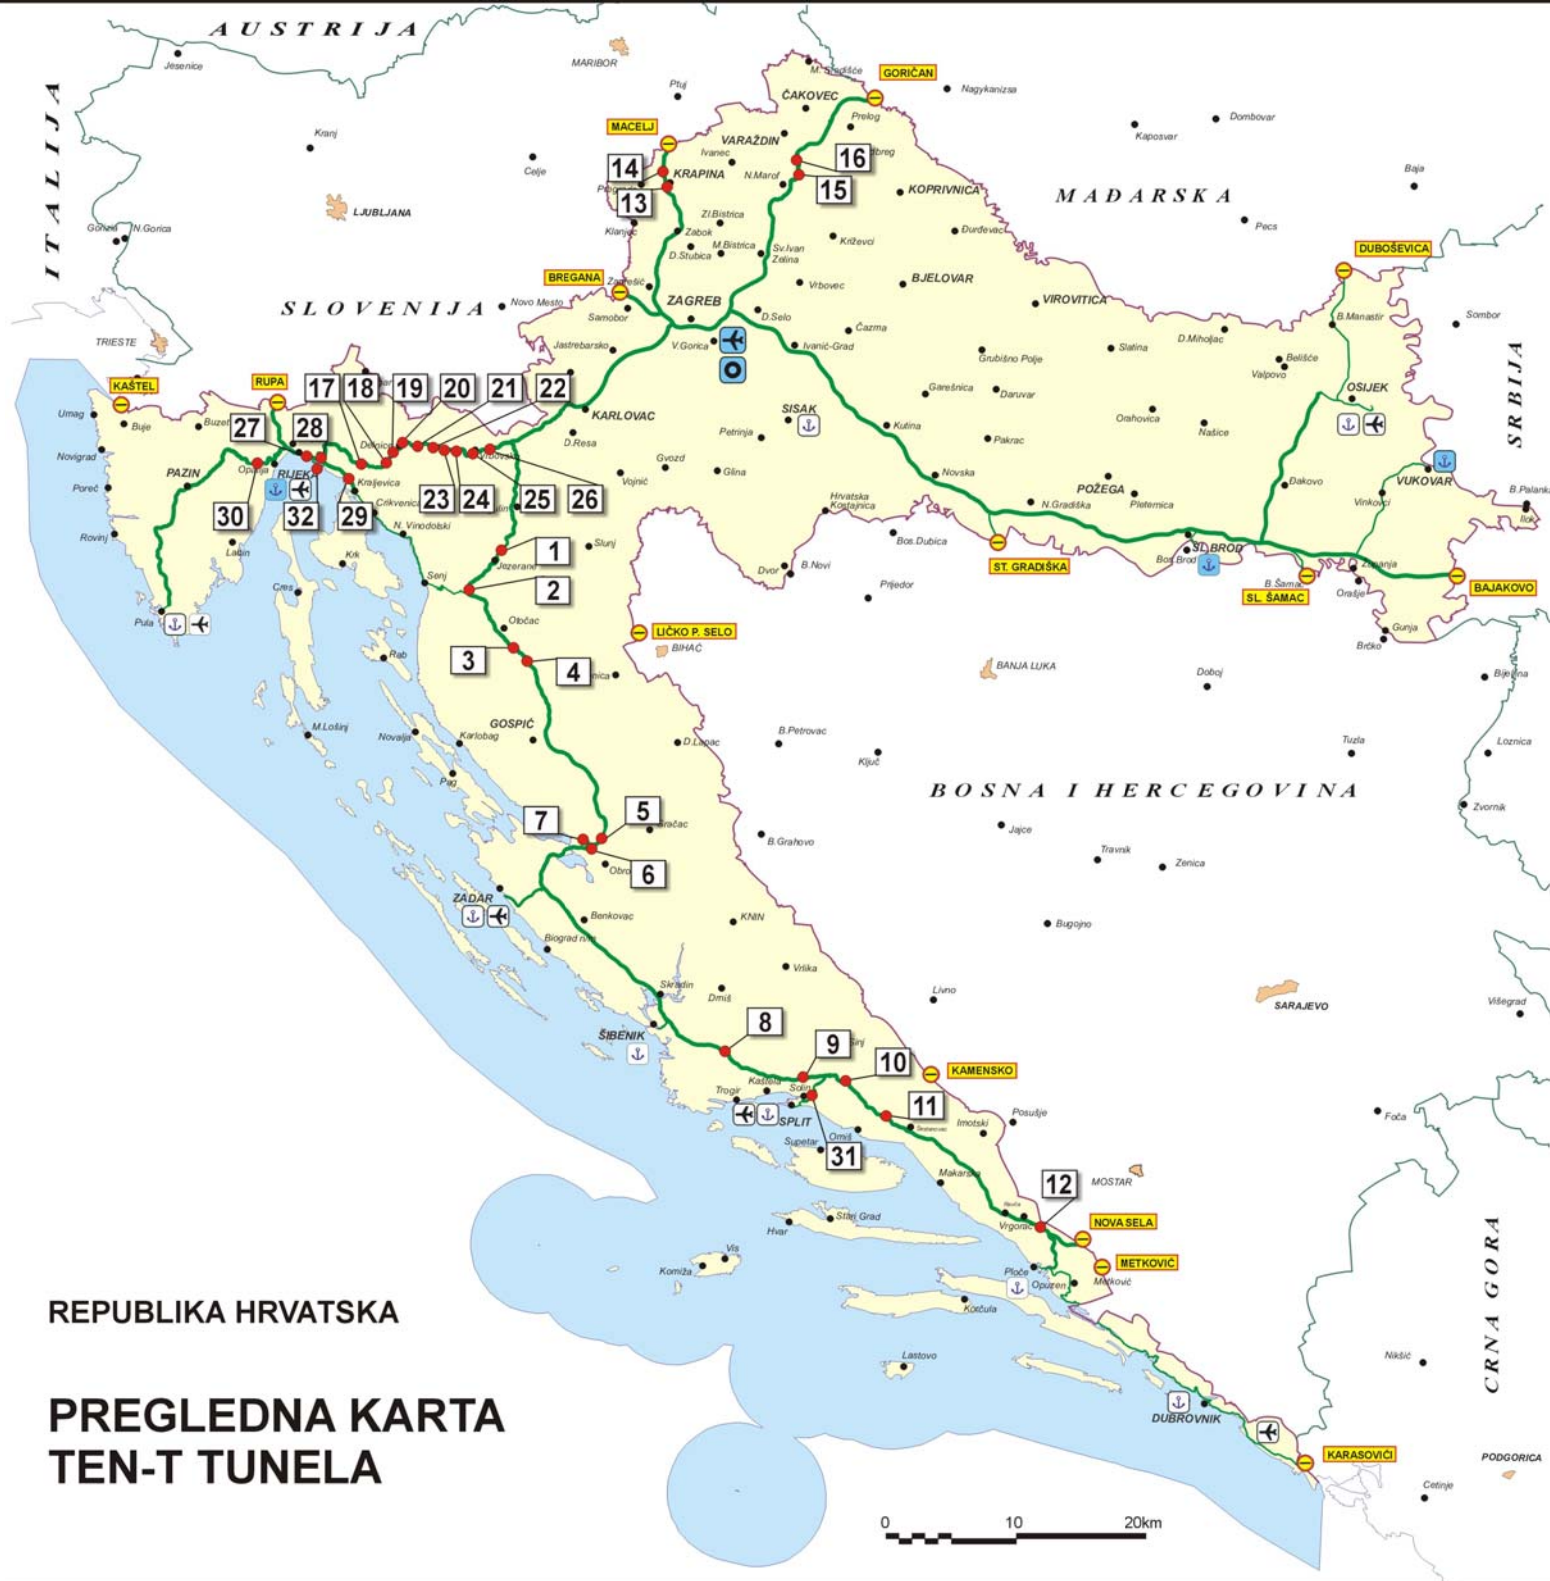 AUSTRIJA
MARIBOR
Jesenice
M. Središće
GORIČAN
Ptuj
ČAKOVEC
Nagykanizsa
ITALIJA
Prelog
Dombovar
Kaposvar
MACELJ
VARAŽDIN
Kranj
Ivanec
16
Celje
14
KRAPINA
N.Marof
15
Baja
13
KOPRIVNICA
MAĐARSKA
LJUBLJANA
Zl.Bistrica
Pecs
Gorizia
N.Gorica
Klanjec
Zabok
Križevci
Đurđevac
M.Bistrica
Sv.Ivan
Zelina
D.Stubica
DUBOŠEVICA
BREGANA
BJELOVAR
Vrbovec
SLOVENIJA
Novo Mesto
ZAGREB
VIROVITICA
Samobor
D.Selo
B.Manastir
Sombor
TRIESTE
Čazma
D.Miholjac
Jastrebarsko
V.Gorica
Ivanić-Grad
Slatina
Grubišno Polje
Belišće
Valpovo
SRBIJA
KAŠTEL
RUPA
17
18
19
20
21
22
Garešnica
Daruvar
OSIJEK
Umag
Buje
Buzet
27
28
KARLOVAC
SISAK
Orahovica
Našice
Delnice
D.Resa
Petrinja
Kutina
Pakrac
Novigrad
PAZIN
RIJEKA
Gvozd
Glina
Vojnić
Novska
Poreč
Kraljevica
23
24
25
26
POŽEGA
Pleternica
Đakovo
VUKOVAR
Vinkovci
B.Palanka
Ilok
30
32
29
Crikvenica
N. Vinodolski
Hrvatska
Kostajnica
N.Gradiška
Rovinj
Labin
Krk
1
Slunj
Bos.Dubica
ST. GRADIŠKA
Bos.Brod
SL.BROD
Jezerane
Dvor
B.Novi
Županja
Senj
2
Prijedor
B.Šamac
SL. ŠAMAC
Orašje
BAJAKOVO
Cres
Pula
Otočac
LIČKO P. SELO
BIHAĆ
Gunja
Brčko
Rab
3
4
BANJA LUKA
Doboj
Bijeljina
M.Lošinj
Novalja
Karlobag
GOSPIĆ
D.Lapac
B.Petrovac
Ključ
Tuzla
Loznica
Pag
BOSNA I HERCEGOVINA
Zvornik
7
5
B.Grahovo
Jajce
Travnik
Zenica
6
ZADAR
Benkovac
KNIN
Bugojno
Biograd n/m
Vrlika
Skradin
Drniš
Livno
SARAJEVO
Višegrad
ŠIBENIK
8
9
10
KAMENSKO
Kaštela
Trogir
Solin
11
SPLIT
Omiš
Imotski
Posušje
Foča
Supetar
31
Makarska
12
MOSTAR
Stari Grad
Hvar
Vrgorac
NOVA SELA
Vis
Komiža
METKOVIĆ
Ploče
Opuzen
Metković
Korčula
CRNA GORA
REPUBLIKA HRVATSKA
Lastovo
Nikšić
PREGLEDNA KARTA
TEN-T TUNELA
DUBROVNIK
KARASOVIĆI
PODGORICA
Cetinje
0 10 20km